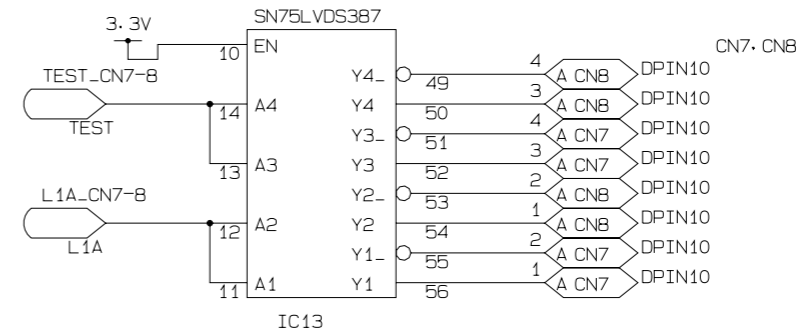 SN75LVDS387
3.3V
CN7, CN8
10 EN
TEST_CN7-8
Y4_ 49 4 A CN8 DPIN10
TEST
14 A4 Y4 50 3 A CN8 DPIN10
Y3_ 51 4 A CN7 DPIN10
13 A3 Y3 52 3 A CN7 DPIN10
L1A_CN7-8
Y2_ 53 2 A CN8 DPIN10
L1A
12 A2 Y2 54 1 A CN8 DPIN10
Y1_ 55 2 A CN7 DPIN10
11 A1 Y1 56 1 A CN7 DPIN10
IC13